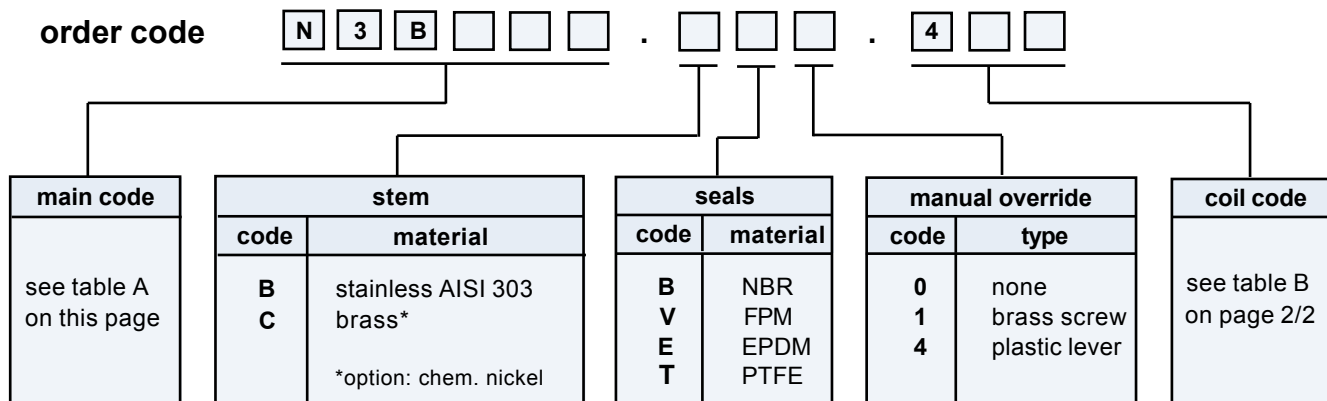 order code N 3 B . . 4
main code stem seals manual override coil code
code material code material code type
see table A on this page
B stainless AISI 303
C brass*
*option: chem. nickel
B NBR
V FPM
E EPDM
T PTFE
0 none
1 brass screw
4 plastic lever
see table B
on page 2/2